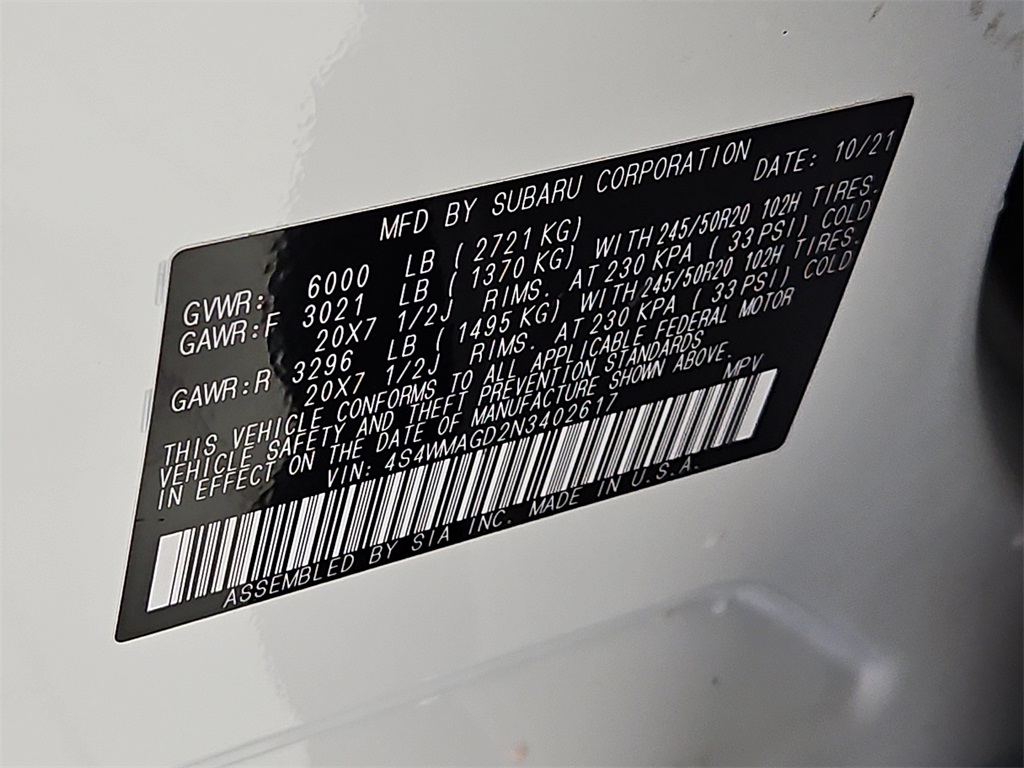 MFD BY SUBARU CORPORATION DATE: 10/21
GVWR: 6000 LB (2721 KG)
GAWR:F 3021 LB (1370 KG) WITH 245/50R20 102H TIRES.
20X7 1/2J RIMS. AT 230 KPA (33 PSI) COLD
GAWR:R 3296 LB (1495 KG) WITH 245/50R20 102H TIRES.
20X7 1/2J RIMS. AT 230 KPA (33 PSI) COLD
THIS VEHICLE CONFORMS TO ALL APPLICABLE FEDERAL MOTOR
VEHICLE SAFETY AND THEFT PREVENTION STANDARDS
IN EFFECT ON THE DATE OF MANUFACTURE SHOWN ABOVE.
VIN: 4S4WMAGD2N3402617 MPV
ASSEMBLED BY SIA INC. MADE IN U.S.A.